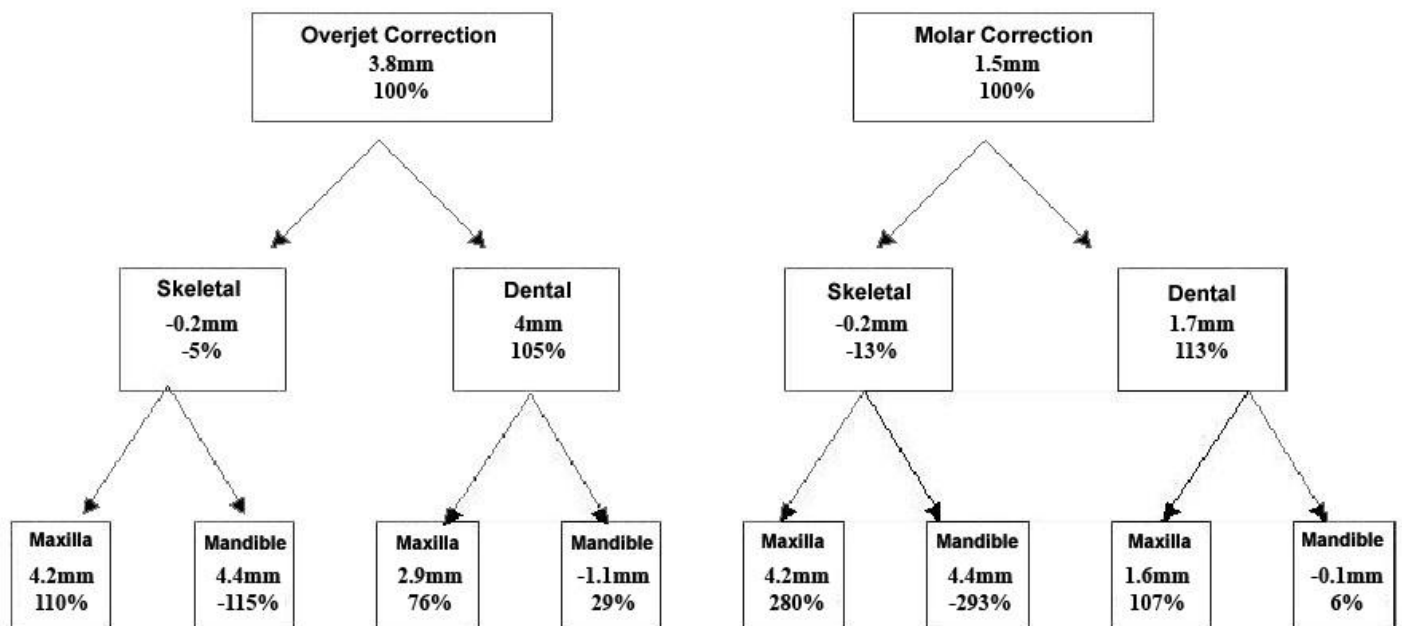 Overjet Correction
3.8mm
100%
Molar Correction
1.5mm
100%
Skeletal
-0.2mm
-5%
Dental
4mm
105%
Skeletal
-0.2mm
-13%
Dental
1.7mm
113%
Maxilla
4.2mm
110%
Mandible
4.4mm
-115%
Maxilla
2.9mm
76%
Mandible
-1.1mm
29%
Maxilla
4.2mm
280%
Mandible
4.4mm
-293%
Maxilla
1.6mm
107%
Mandible
-0.1mm
6%